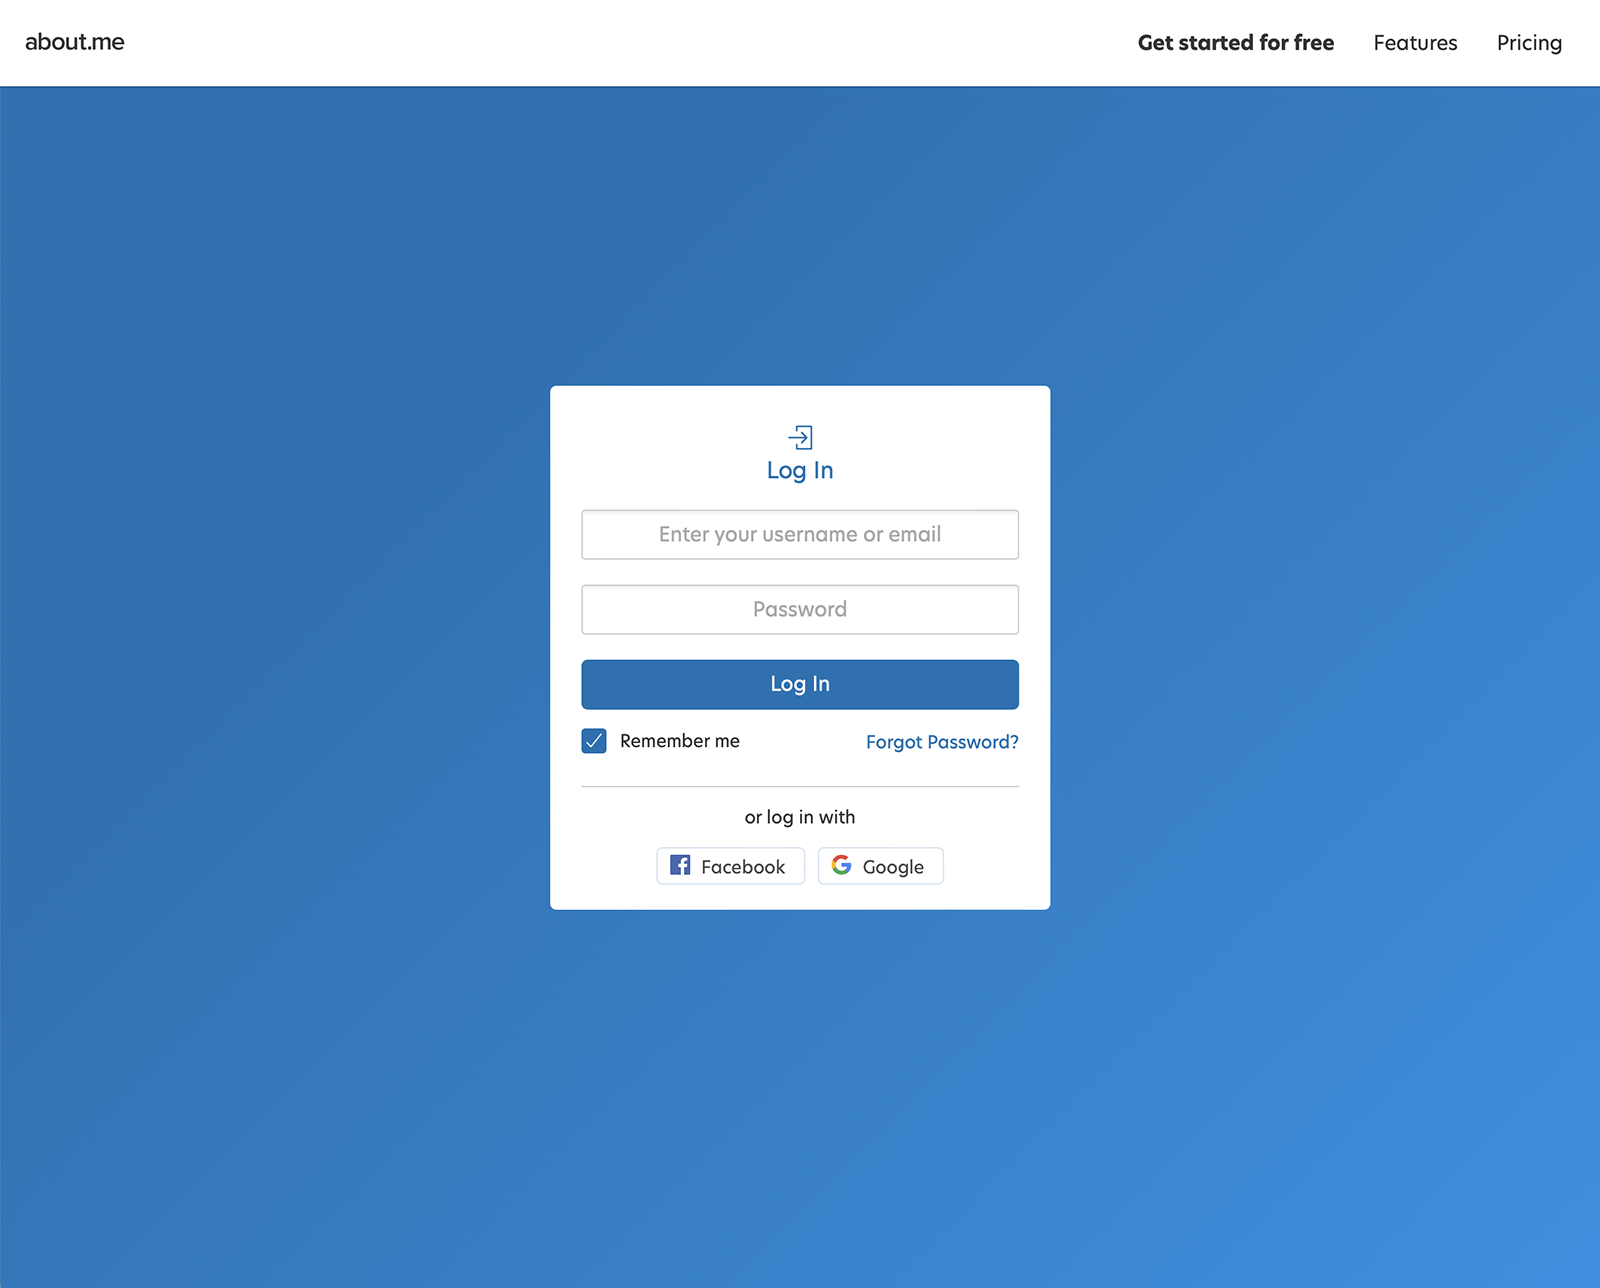 about.me
Get started for free
Features
Pricing
Log In
Enter your username or email
Password
Log In
Remember me
Forgot Password?
or log in with
Facebook
Google